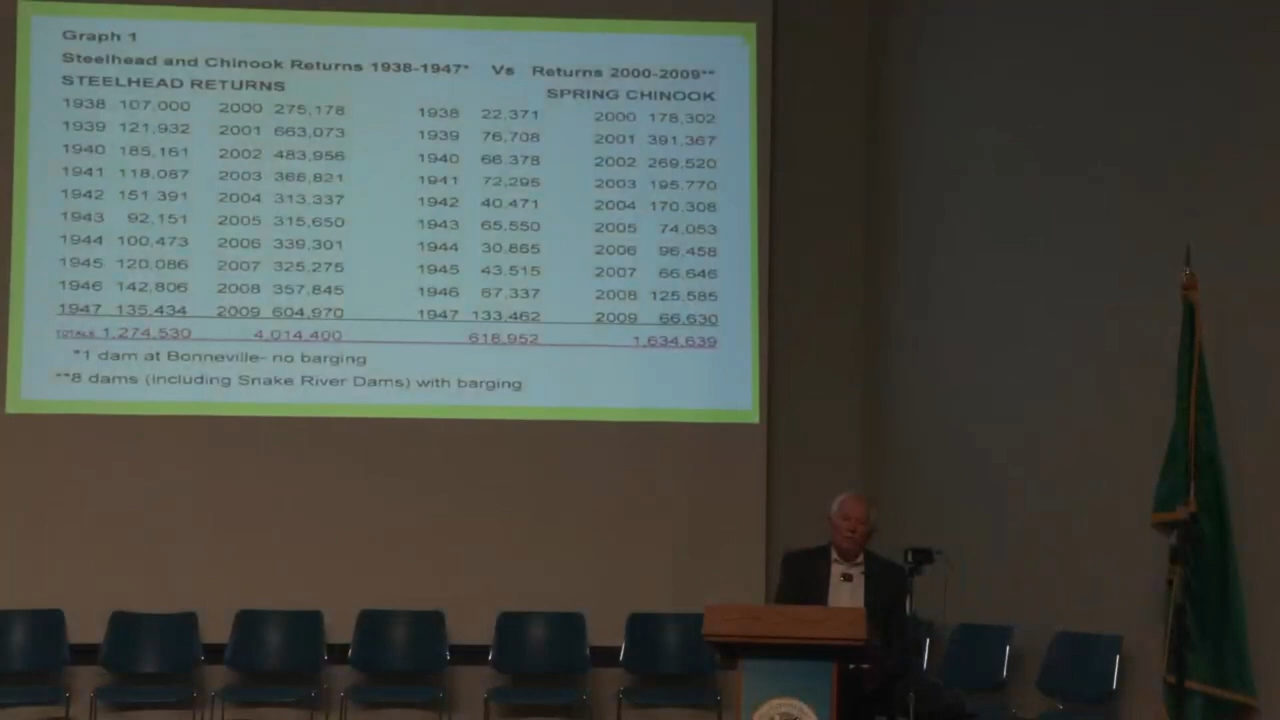 Graph 1
Steelhead and Chinook Returns 1938-1947* Vs Returns 2000-2009**
STEELHEAD RETURNS SPRING CHINOOK
1938 107,000 2000 275,178 1938 22,371 2000 178,302
1939 121,932 2001 663,073 1939 76,708 2001 391,367
1940 185,161 2002 483,956 1940 66,378 2002 269,520
1941 118,087 2003 366,821 1941 72,295 2003 195,770
1942 151,391 2004 313,337 1942 40,471 2004 170,308
1943 92,151 2005 315,650 1943 65,550 2005 74,053
1944 100,473 2006 339,301 1944 30,865 2006 96,458
1945 120,086 2007 325,275 1945 43,515 2007 66,646
1946 142,806 2008 357,845 1946 67,337 2008 125,585
1947 135,434 2009 604,970 1947 133,462 2009 66,630
TOTALS 1,274,530 4,014,400 618,952 1,634,639
*1 dam at Bonneville- no barging
**8 dams (including Snake River Dams) with barging